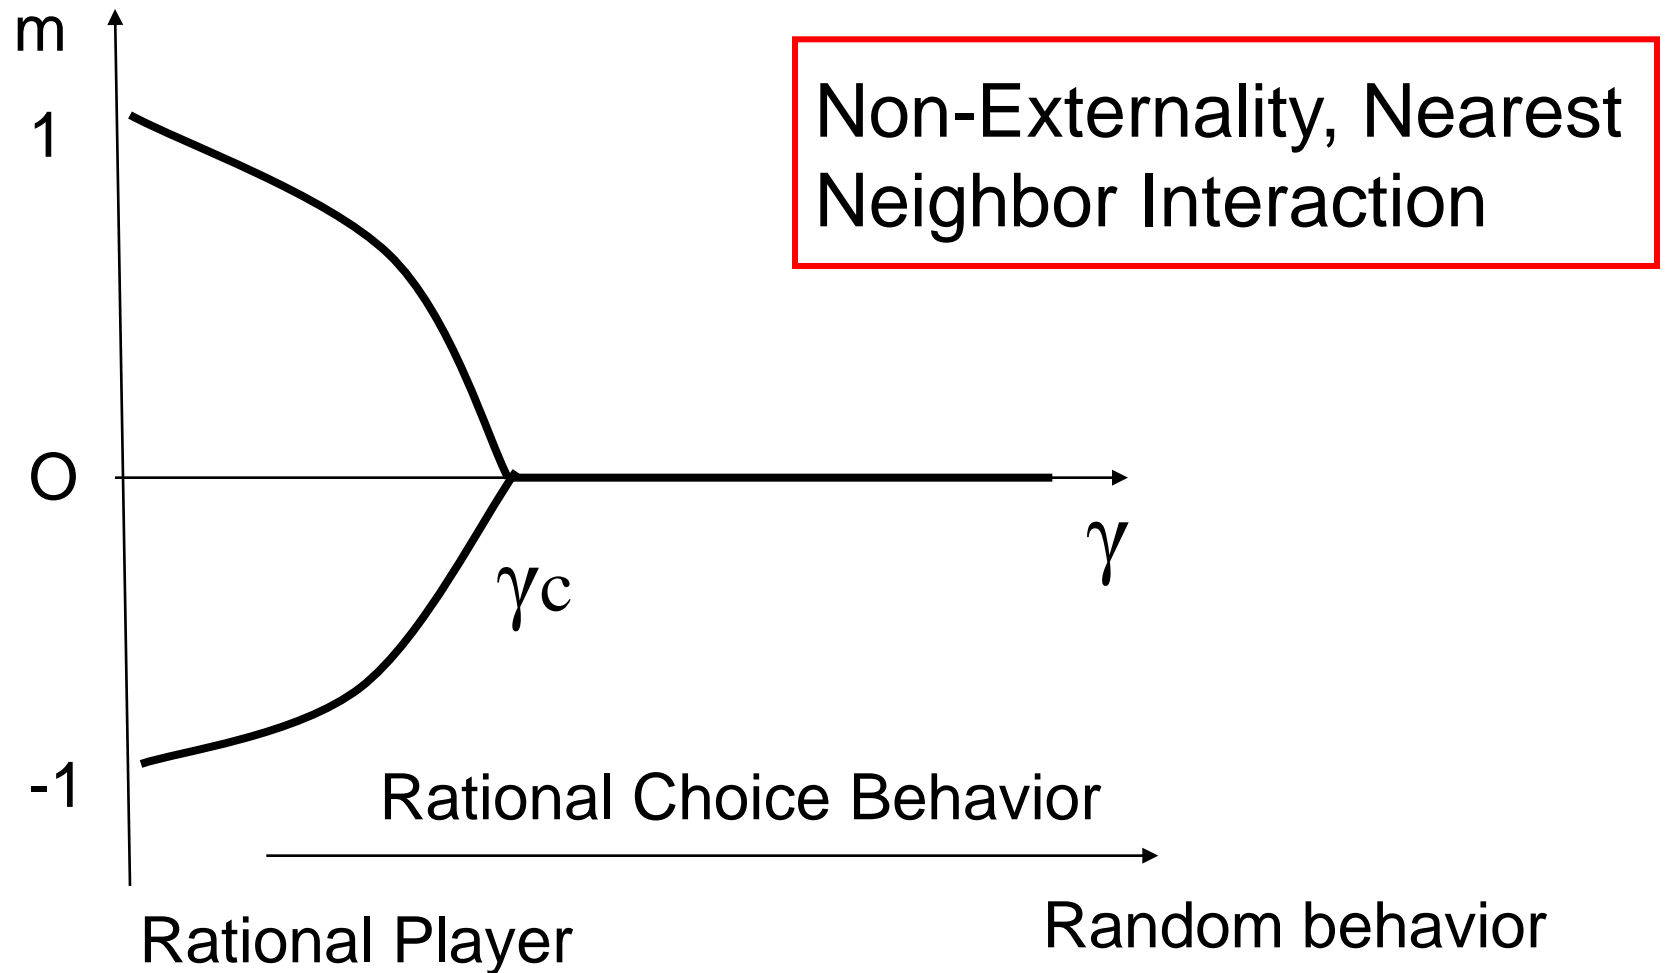 m
1
Non-Externality, Nearest
Neighbor Interaction
O
γ
γc
-1
Rational Choice Behavior
Rational Player
Random behavior